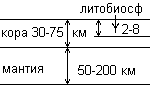 литобиосф
кора 30-75 км 2-8
мантия 50-200 км